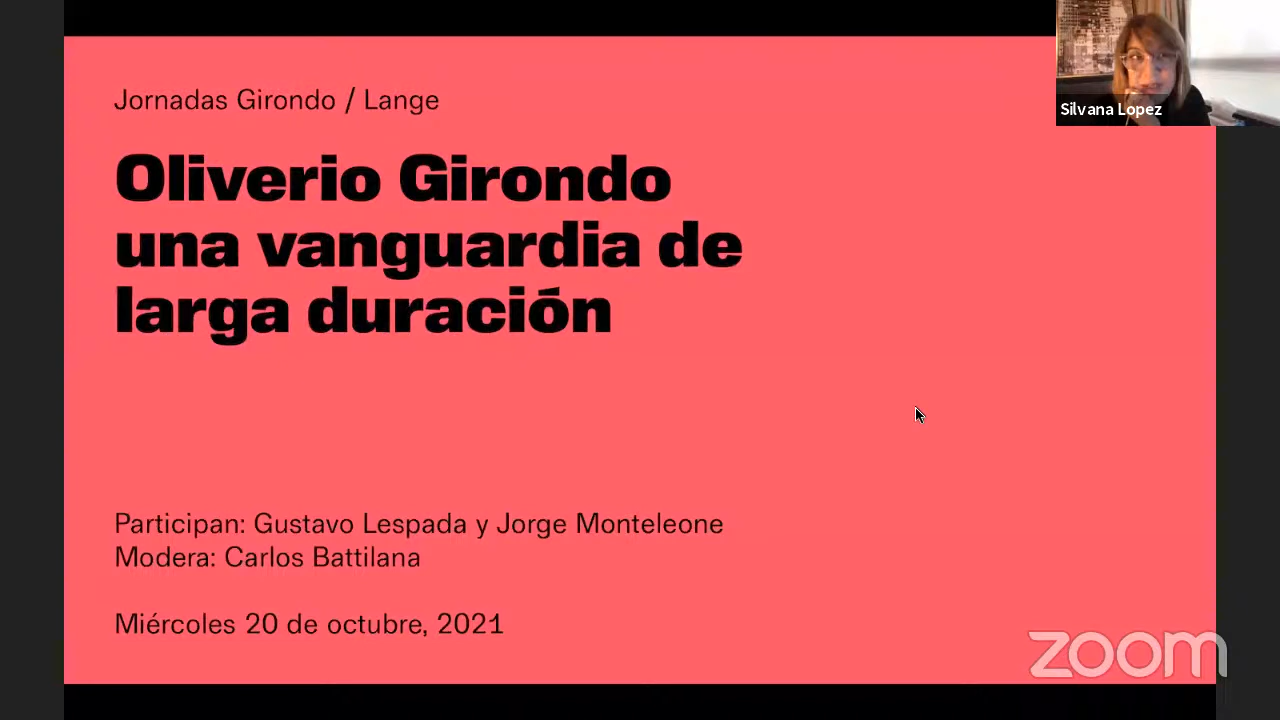 Jornadas Girondo / Lange
Silvana Lopez
Oliverio Girondo
una vanguardia de
larga duración
Participan: Gustavo Lespada y Jorge Monteleone
Modera: Carlos Battilana
Miércoles 20 de octubre, 2021
zoom